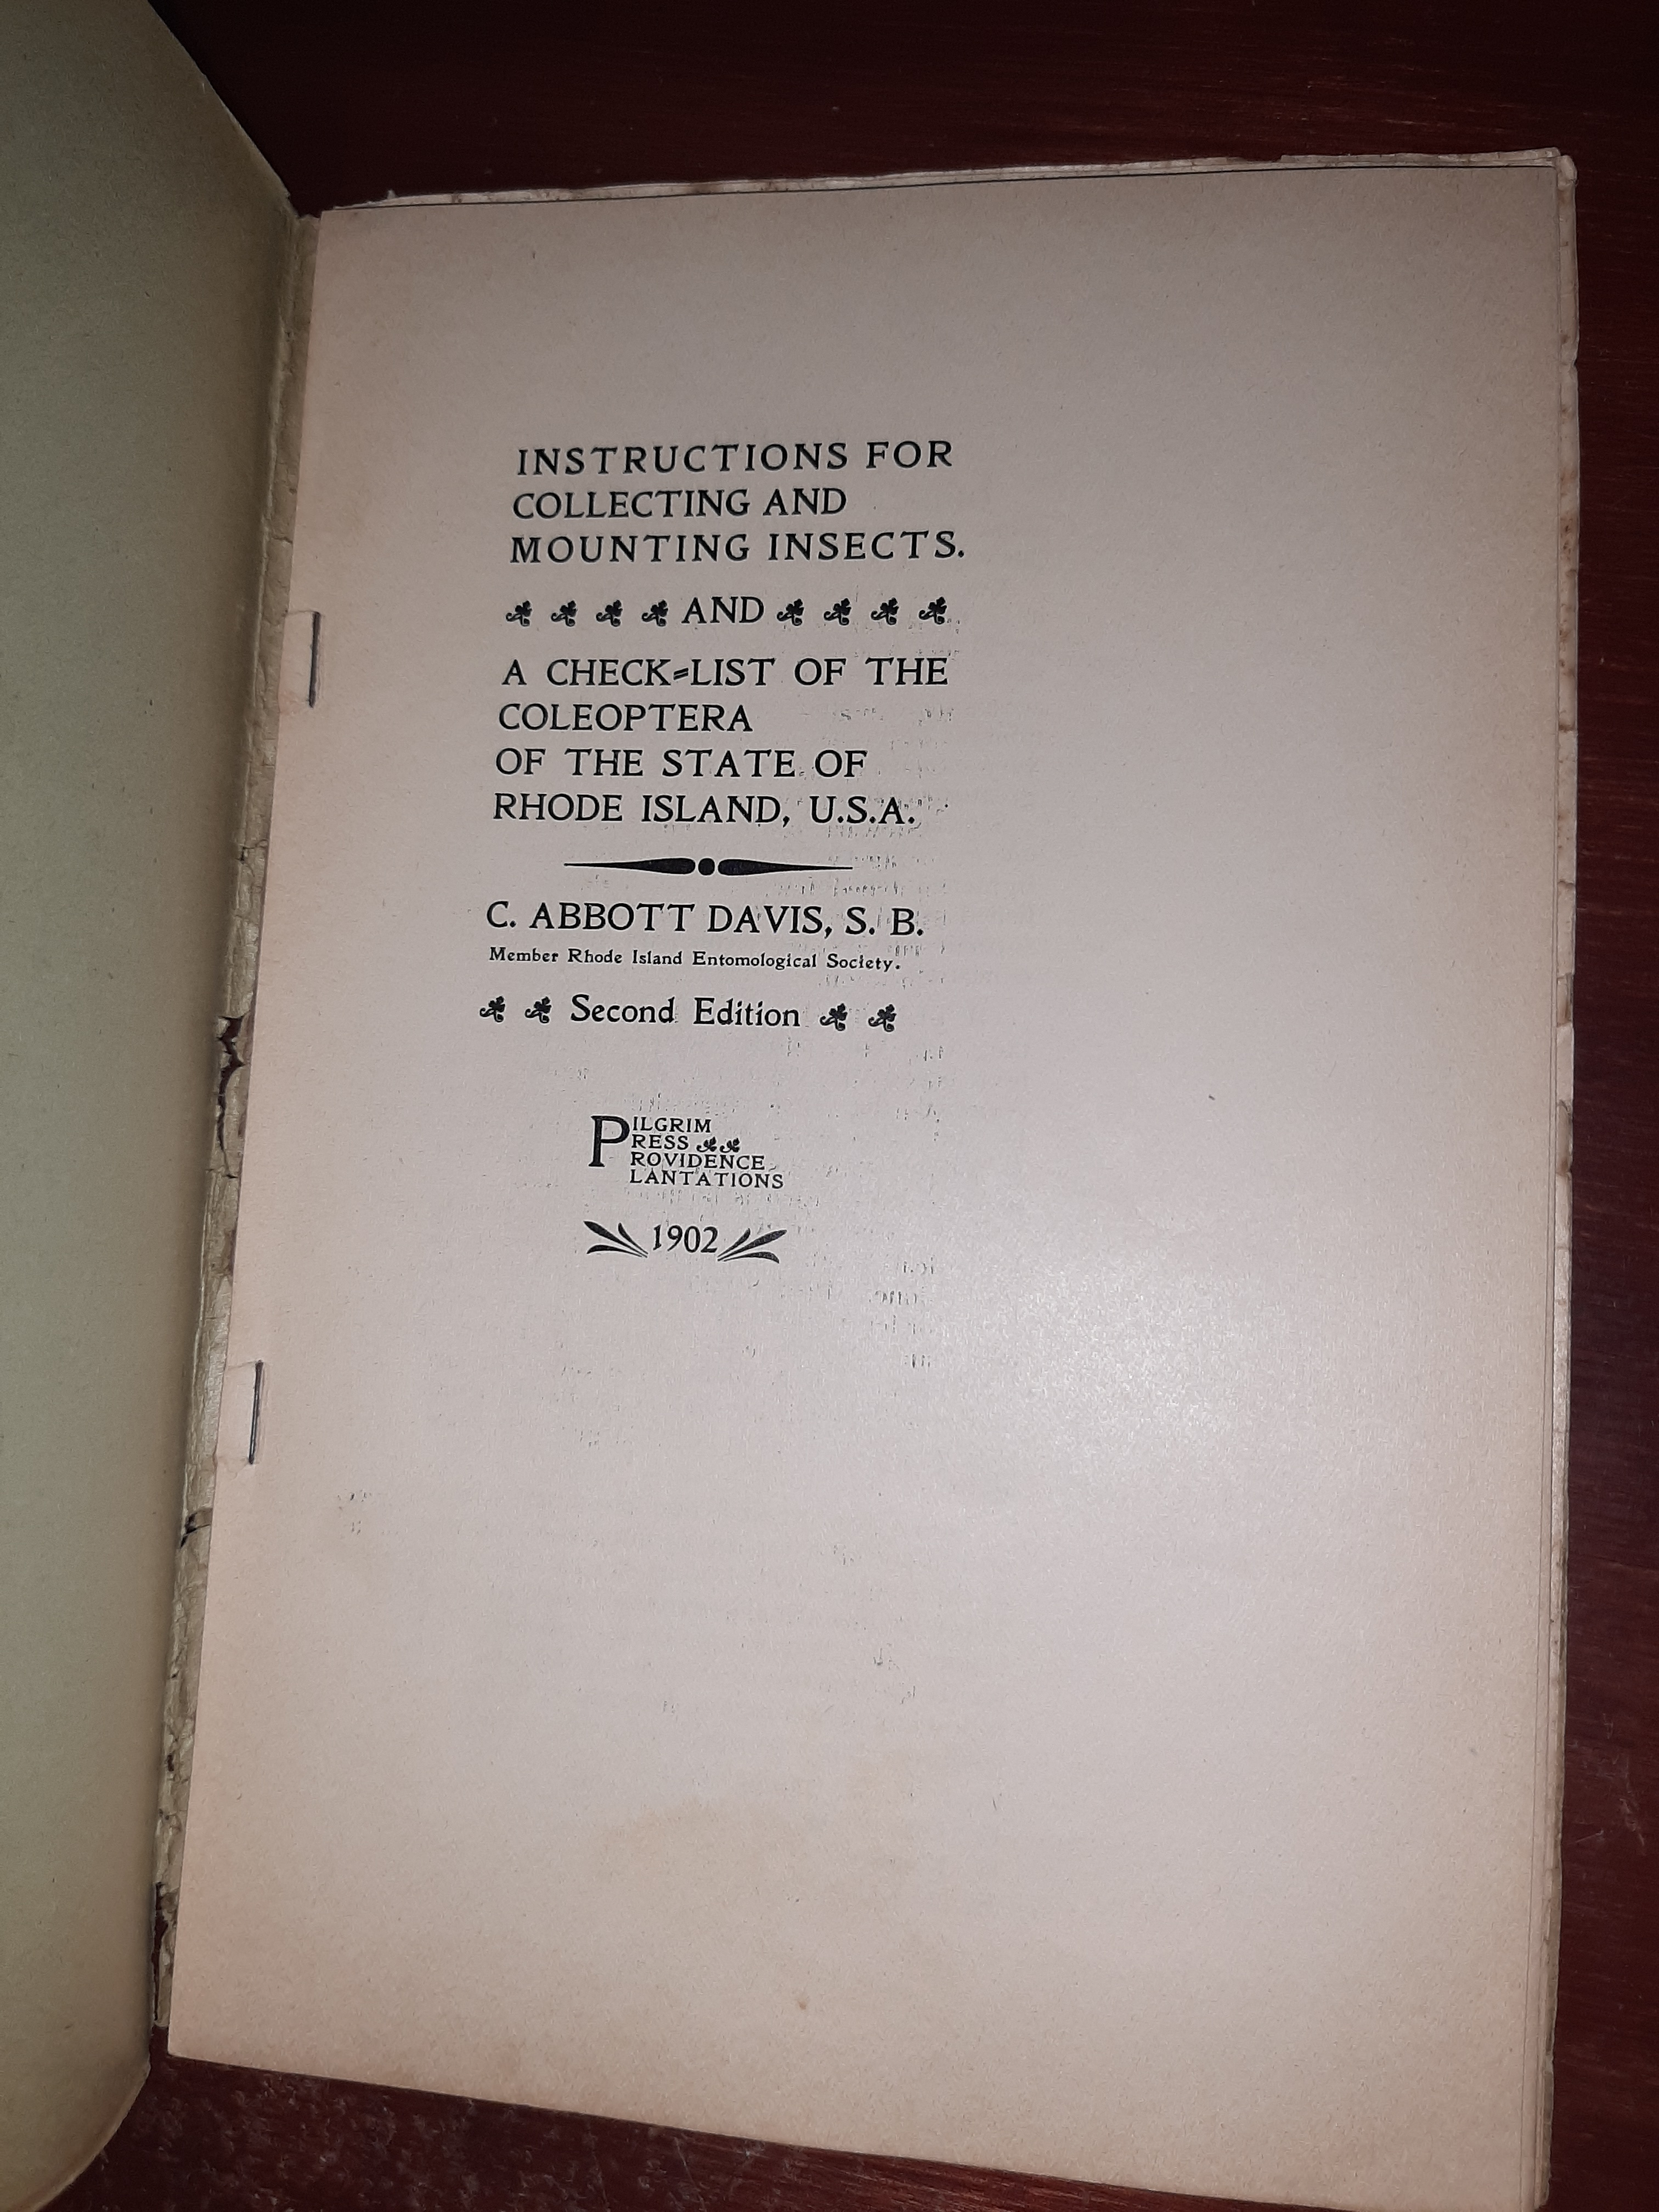 INSTRUCTIONS FOR
COLLECTING AND
MOUNTING INSECTS.
AND
A CHECK-LIST OF THE
COLEOPTERA
OF THE STATE OF
RHODE ISLAND, U.S.A.
C. ABBOTT DAVIS, S. B.
Member Rhode Island Entomological Society.
Second Edition
PILGRIM
PRESS
PROVIDENCE
PLANTATIONS
1902